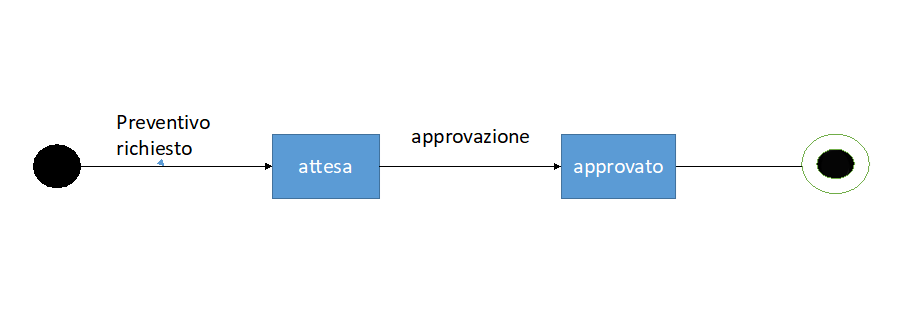 Preventivo
richiesto
attesa
approvazione
approvato